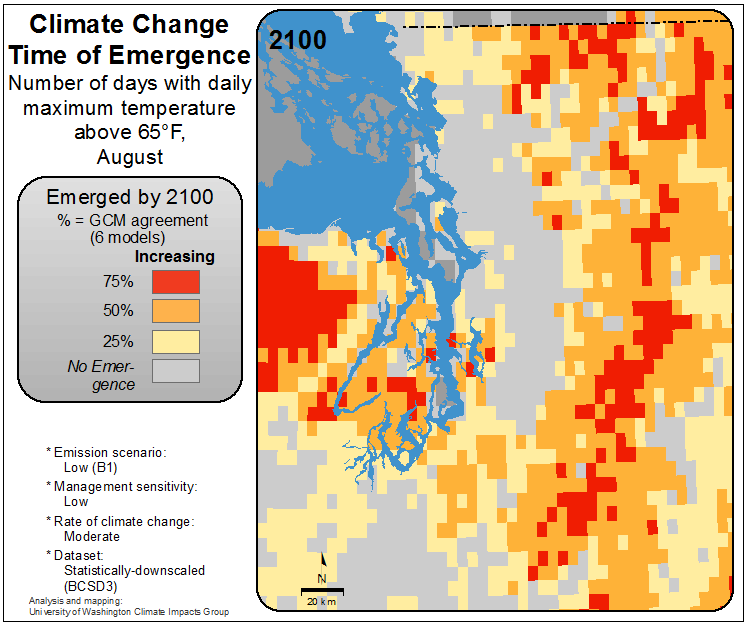 Climate Change
Time of Emergence
Number of days with daily
maximum temperature
above 65°F,
August
Emerged by 2100
% = GCM agreement
(6 models)
Increasing
75%
50%
25%
No Emer-
gence
* Emission scenario:
Low (B1)
* Management sensitivity:
Low
* Rate of climate change:
Moderate
* Dataset:
Statistically-downscaled
(BCSD3)
Analysis and mapping:
University of Washington Climate Impacts Group
2100
N
20 km